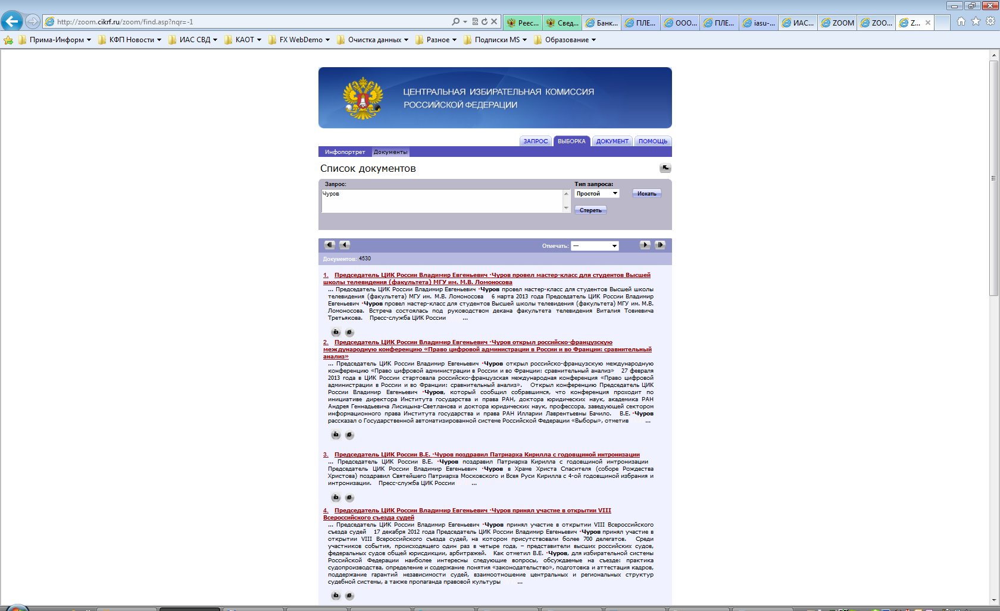 http://zoom.cikrf.ru/zoom/find.asp?nqr=-1
Реес...
Свед...
Банк...
ПЛЕ...
ООО...
ПЛЕ...
iasu-...
ИАС...
ZOOM
ZOO...
Z...
Прима-Информ
КФП Новости
ИАС СВД
КАОТ
FX WebDemo
Очистка данных
Разное
Подписки MS
Образование
ЦЕНТРАЛЬНАЯ ИЗБИРАТЕЛЬНАЯ КОМИССИЯ
РОССИЙСКОЙ ФЕДЕРАЦИИ
ЗАПРОС
ВЫБОРКА
ДОКУМЕНТ
ПОМОЩЬ
Инфопортрет
Документы
Список документов
Запрос:
Тип запроса:
Чуров
Простой
Искать
Стереть
Отмечать:
---
Документов: 4530
1. Председатель ЦИК России Владимир Евгеньевич ·Чуров провел мастер-класс для студентов Высшей
школы телевидения (факультета) МГУ им. М.В. Ломоносова
... Председатель ЦИК России Владимир Евгеньевич ·Чуров провел мастер-класс для студентов Высшей школы
телевидения (факультета) МГУ им. М.В. Ломоносова 6 марта 2013 года Председатель ЦИК России Владимир
Евгеньевич ·Чуров провел мастер-класс для студентов Высшей школы телевидения (факультета) МГУ им. М.В.
Ломоносова. Встреча состоялась под руководством декана факультета телевидения Виталия Товиевича
Третьякова. Пресс-служба ЦИК России ...
2. Председатель ЦИК России Владимир Евгеньевич ·Чуров открыл российско-французскую
международную конференцию «Право цифровой администрации в России и во Франции: сравнительный
анализ»
... Председатель ЦИК России Владимир Евгеньевич ·Чуров открыл российско-французскую международную
конференцию «Право цифровой администрации в России и во Франции: сравнительный анализ» 27 февраля
2013 года в ЦИК России стартовала российско-французская международная конференция «Право цифровой
администрации в России и во Франции: сравнительный анализ». Открыл конференцию Председатель ЦИК
России Владимир Евгеньевич ·Чуров, который сообщил собравшимся, что конференция проходит по
инициативе директора Института государства и права РАН, доктора юридических наук, академика РАН
Андрея Геннадьевича Лисицына-Светланова и доктора юридических наук, профессора, заведующей сектором
информационного права Института государства и права РАН Илларии Лаврентьевны Бачило. В.Е. ·Чуров
рассказал о Государственной автоматизированной системе Российской Федерации «Выборы», отметив ...
3. Председатель ЦИК России В.Е. ·Чуров поздравил Патриарха Кирилла с годовщиной интронизации
... Председатель ЦИК России В.Е. ·Чуров поздравил Патриарха Кирилла с годовщиной интронизации
Председатель ЦИК России Владимир Евгеньевич ·Чуров в Храме Христа Спасителя (соборе Рождества
Христова) поздравил Святейшего Патриарха Московского и Всея Руси Кирилла с 4-ой годовщиной избрания и
интронизации. Пресс-служба ЦИК России ...
4. Председатель ЦИК России Владимир Евгеньевич ·Чуров принял участие в открытии VIII
Всероссийского съезда судей
... Председатель ЦИК России Владимир Евгеньевич ·Чуров принял участие в открытии VIII Всероссийского
съезда судей 17 декабря 2012 года Председатель ЦИК России Владимир Евгеньевич ·Чуров принял участие в
открытии VIII Всероссийского съезда судей, на котором присутствовали более 700 делегатов. Среди
участников события, происходящего один раз в четыре года, – представители высших российских судов,
федеральных судов общей юрисдикции, арбитражей. Как отметил В.Е. ·Чуров, для избирательной системы
Российской Федерации наиболее интересны следующие вопросы, обсуждаемые на съезде: практика
судопроизводства, определение и содержание понятия «законодательство», подготовка и аттестация кадров,
поддержание гарантий независимости судей, взаимоотношение центральных и региональных структур
судебной системы, а также пропаганда правовой культуры ...